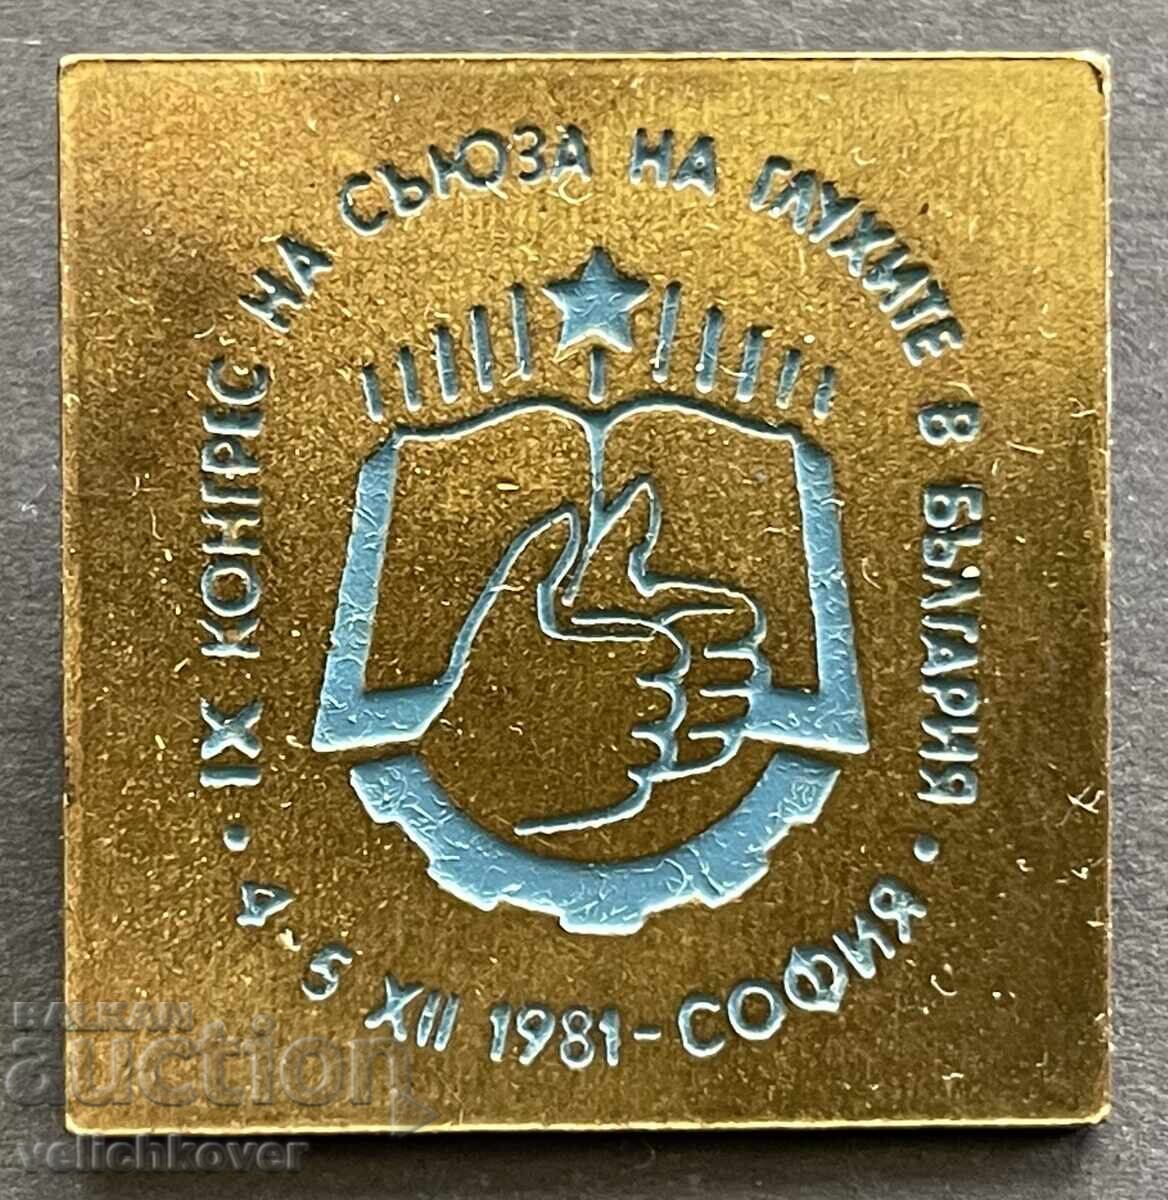 · IX КОНГРЕС НА СЪЮЗА НА ГЛУХИТЕ В БЪЛГАРИЯ ·
4-5 XII 1981 - СОФИЯ
BALKAN
auction
velichkover